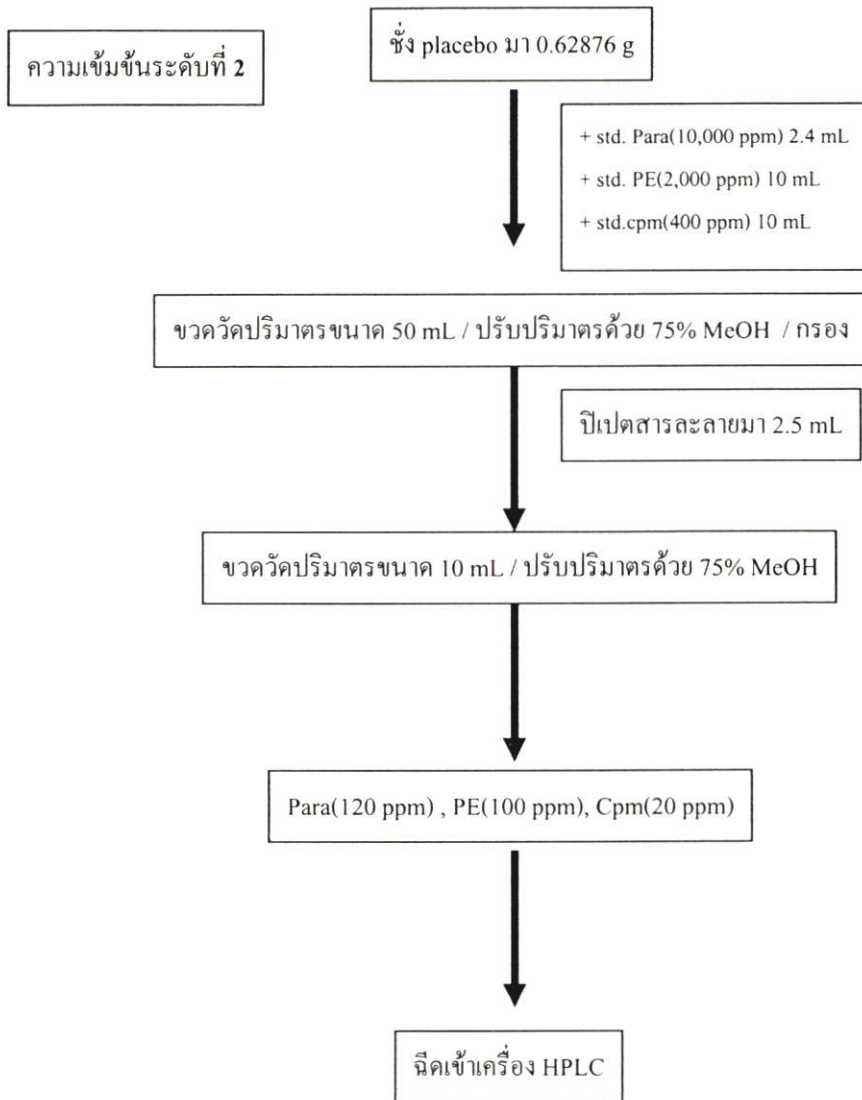 ความเข้มข้นระดับที่ 2
ชั่ง placebo มา 0.62876 g
+ std. Para(10,000 ppm) 2.4 mL
+ std. PE(2,000 ppm) 10 mL
+ std.cpm(400 ppm) 10 mL
ขวดวัดปริมาตรขนาด 50 mL / ปรับปริมาตรด้วย 75% MeOH / กรอง
ปิเปตสารละลายมา 2.5 mL
ขวดวัดปริมาตรขนาด 10 mL / ปรับปริมาตรด้วย 75% MeOH
Para(120 ppm) , PE(100 ppm), Cpm(20 ppm)
ฉีดเข้าเครื่อง HPLC